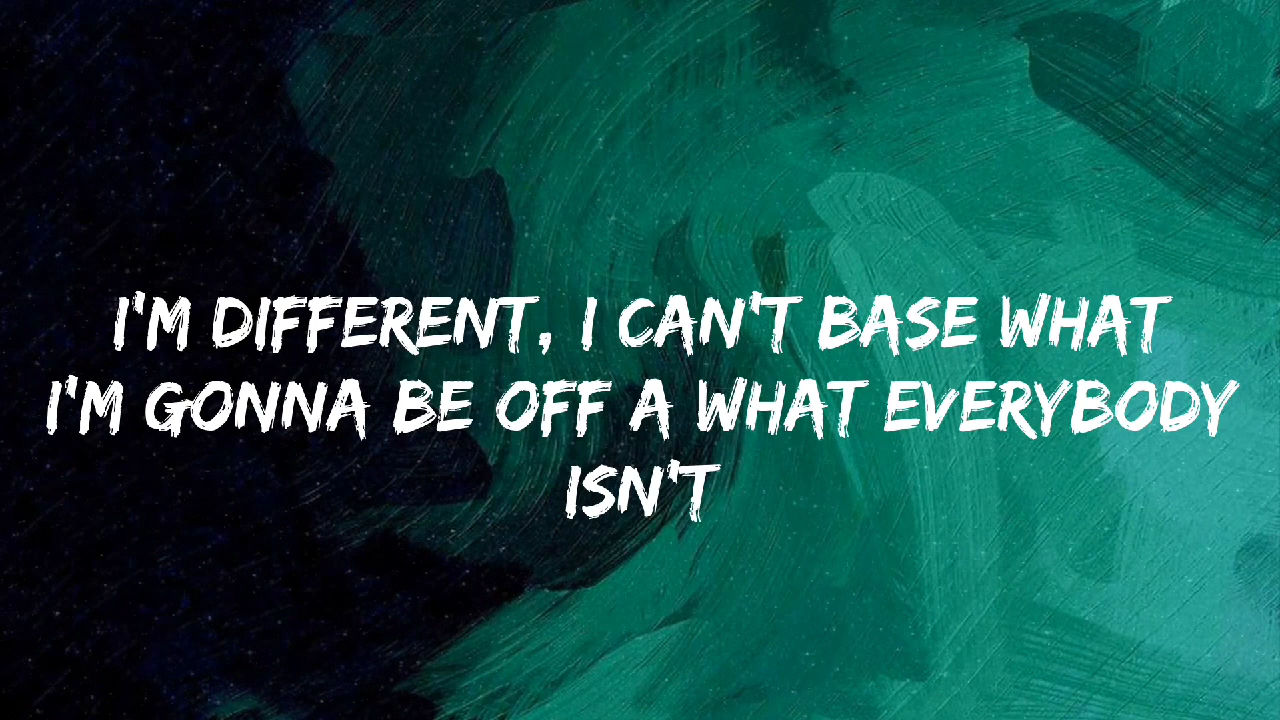 I'M DIFFERENT, I CAN'T BASE WHAT
I'M GONNA BE OFF A WHAT EVERYBODY
ISN'T